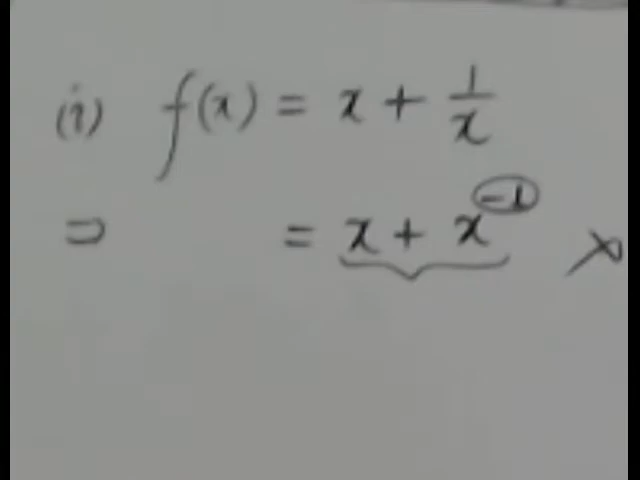 (i) f(x) = x + 1/x
⇒ = x + x⁻¹ ×